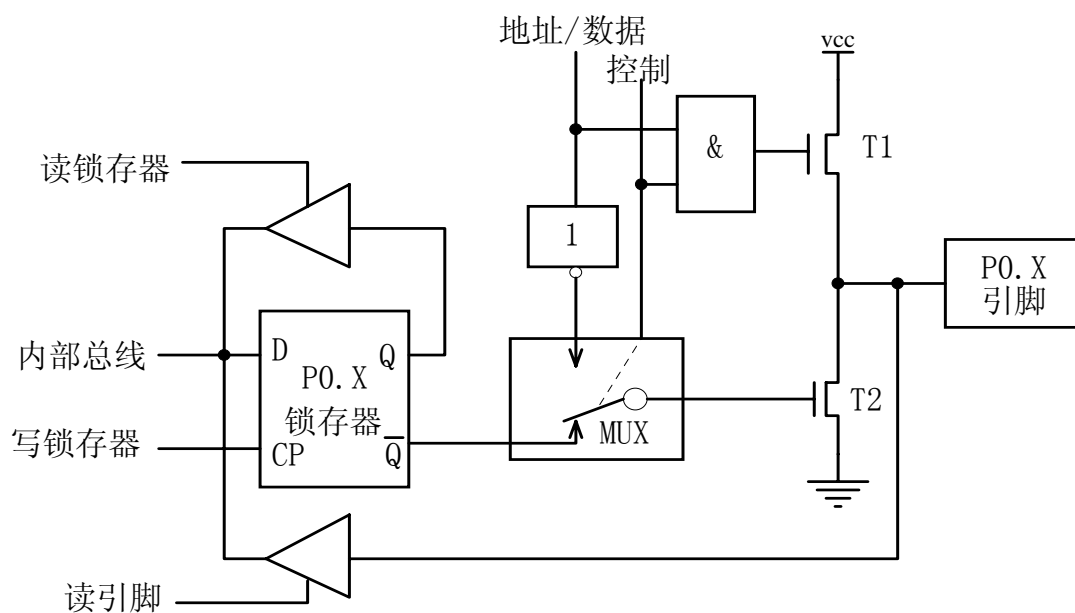 地址/数据
控制
vcc
&
T1
读锁存器
1
P0.X
引脚
内部总线
D
Q
P0.X
锁存器
T2
写锁存器
CP
Q̅
MUX
读引脚